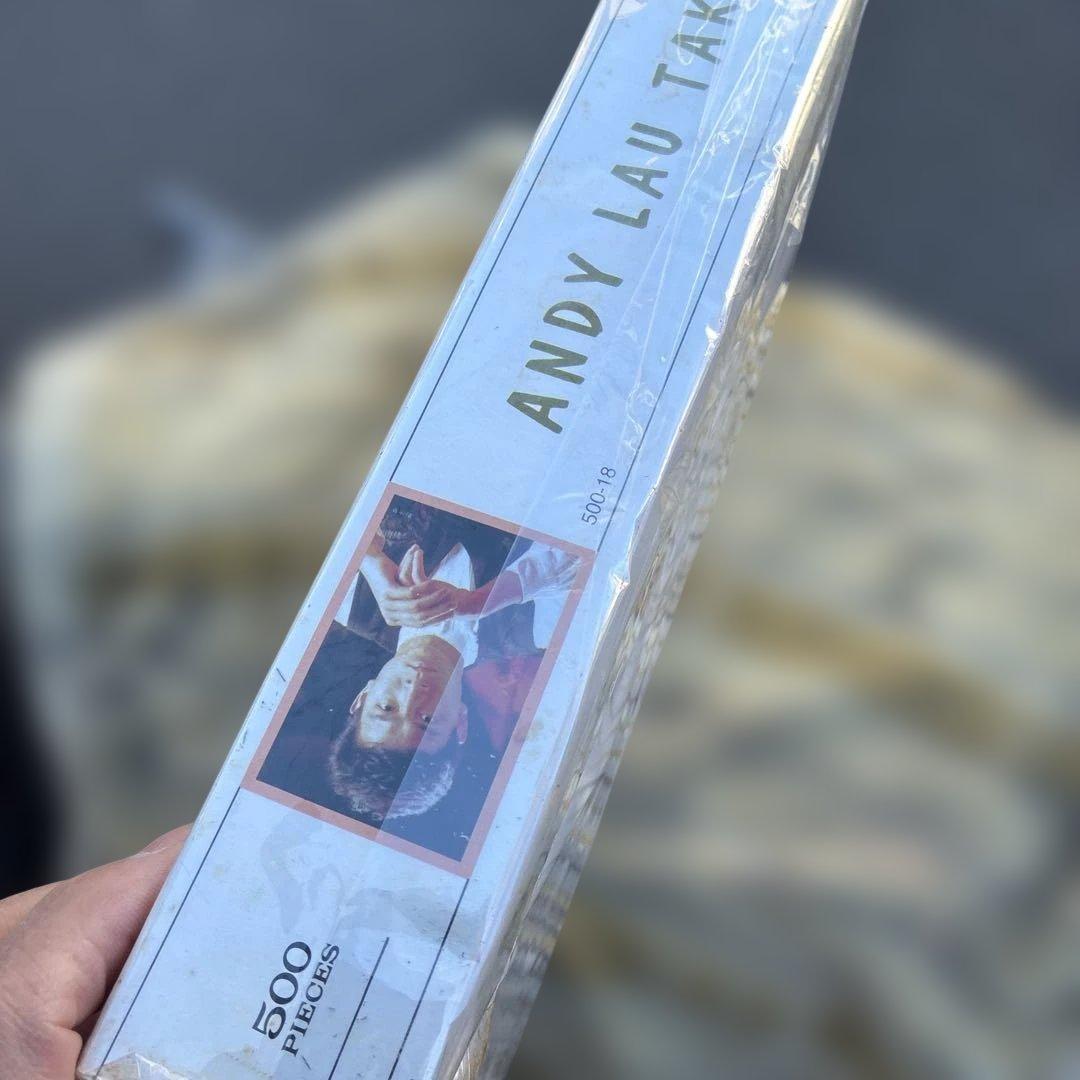 500
PIECES
500-18
ANDY LAU TAK